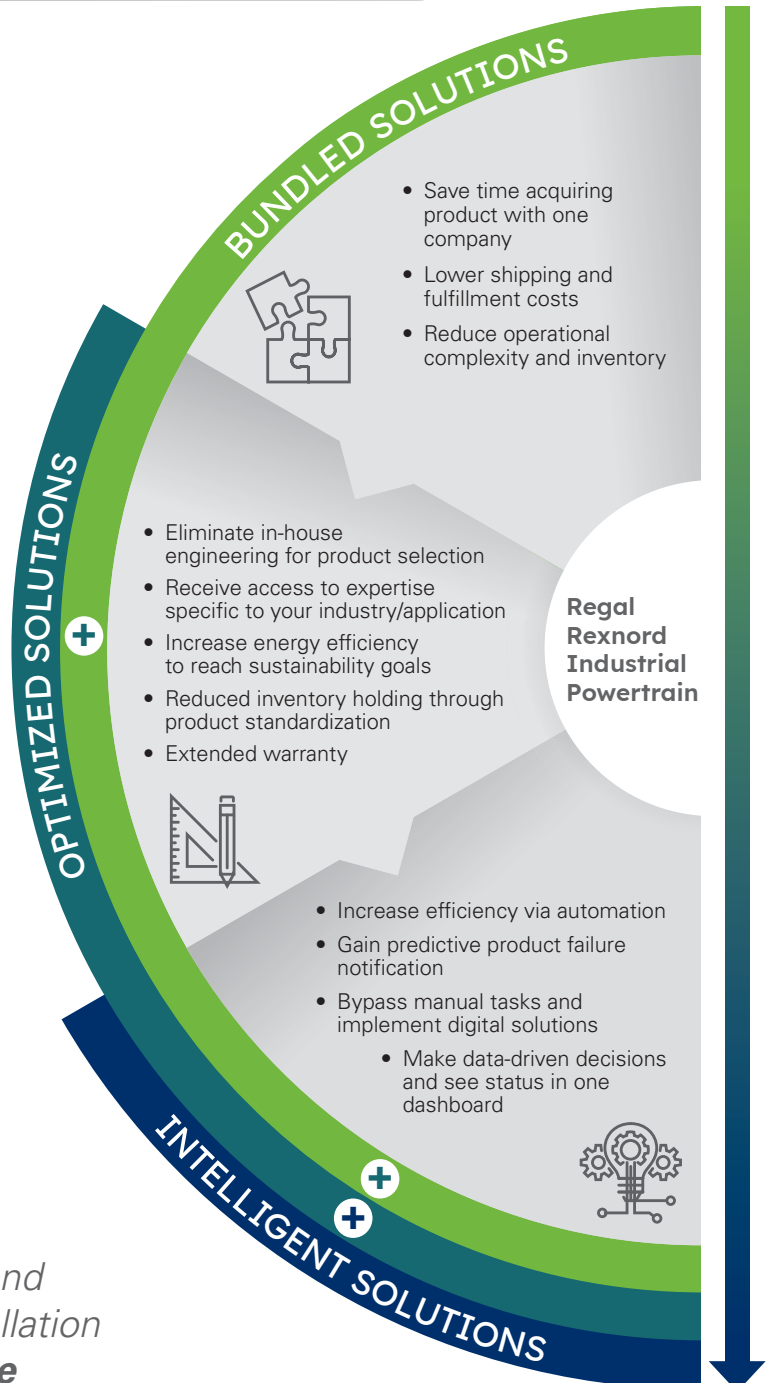 BUNDLED SOLUTIONS
• Save time acquiring
product with one
company
• Lower shipping and
fulfillment costs
• Reduce operational
complexity and inventory
OPTIMIZED SOLUTIONS
+
• Eliminate in-house
engineering for product selection
• Receive access to expertise
specific to your industry/application
• Increase energy efficiency
to reach sustainability goals
• Reduced inventory holding through
product standardization
• Extended warranty
Regal
Rexnord
Industrial
Powertrain
• Increase efficiency via automation
• Gain predictive product failure
notification
• Bypass manual tasks and
implement digital solutions
• Make data-driven decisions
and see status in one
dashboard
+
+
INTELLIGENT SOLUTIONS
nd
llation
e